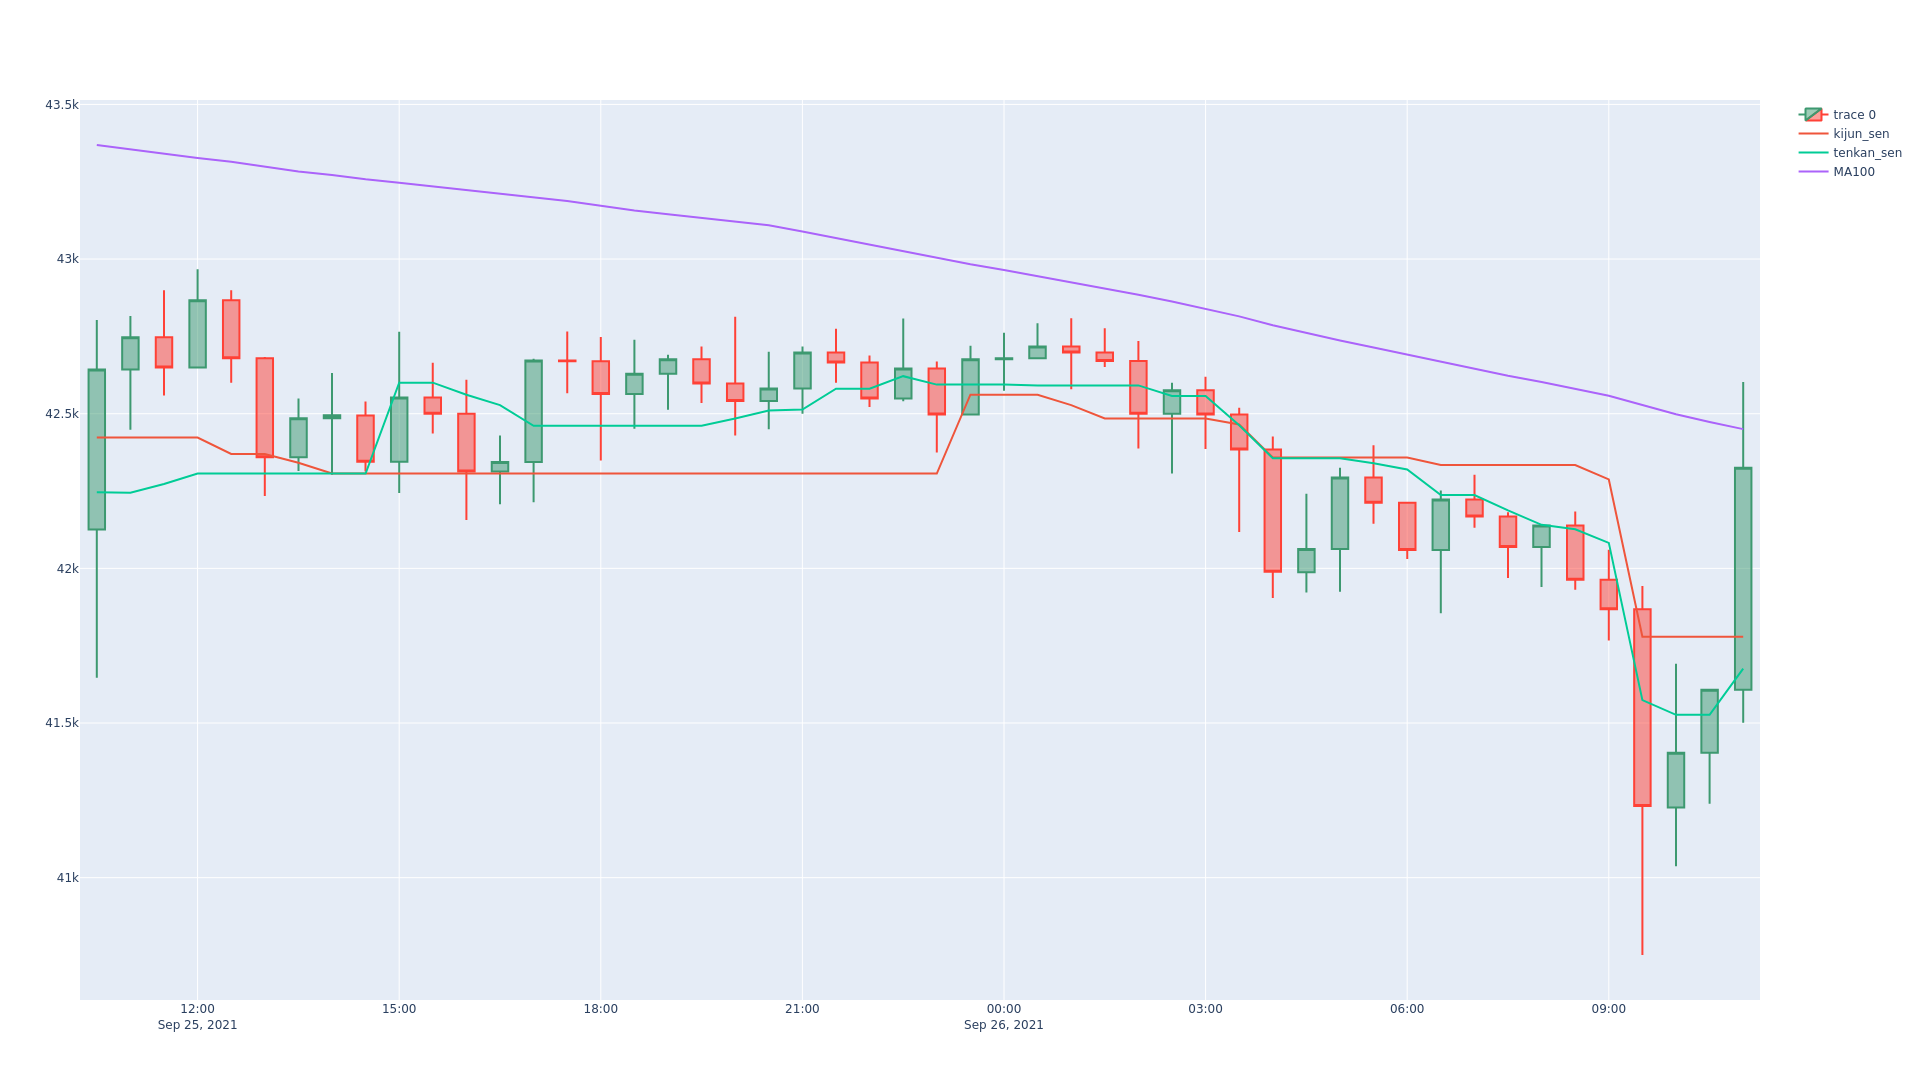 43.5k
43k
42.5k
42k
41.5k
41k
12:00
Sep 25, 2021
15:00
18:00
21:00
00:00
Sep 26, 2021
03:00
06:00
09:00
trace 0
kijun_sen
tenkan_sen
MA100